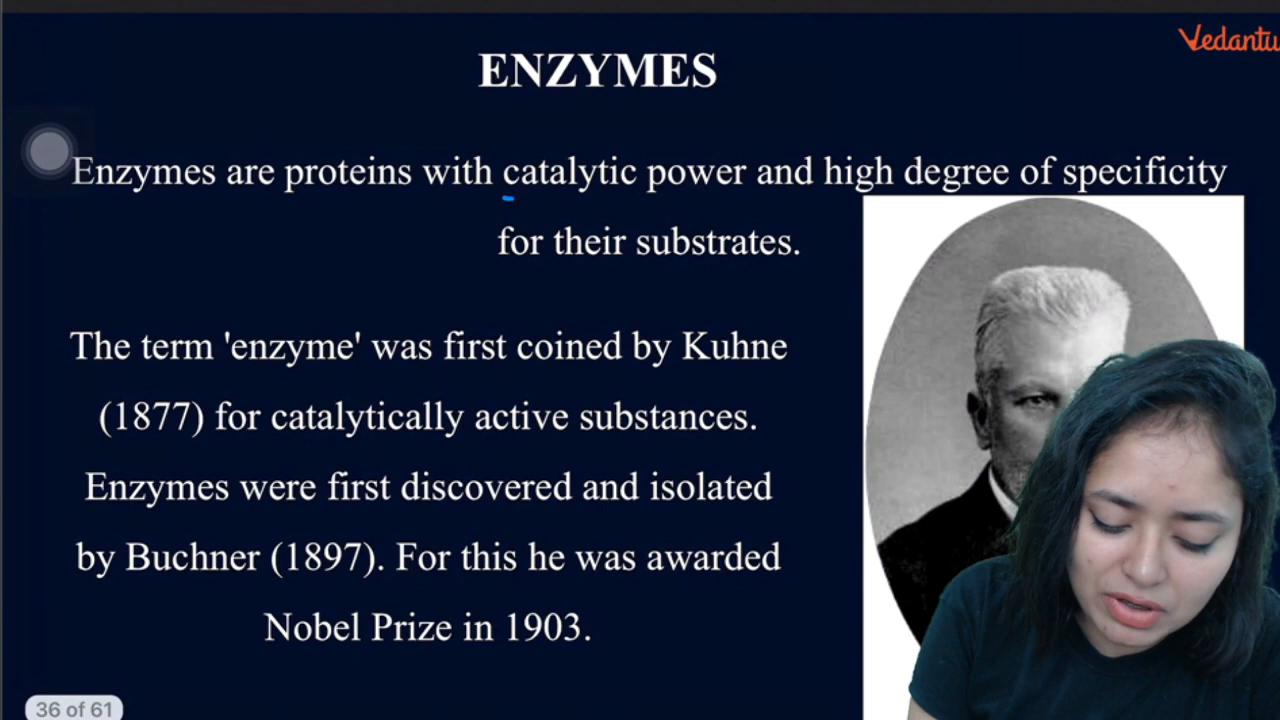 Vedantu
ENZYMES
Enzymes are proteins with catalytic power and high degree of specificity
for their substrates.
The term 'enzyme' was first coined by Kuhne
(1877) for catalytically active substances.
Enzymes were first discovered and isolated
by Buchner (1897). For this he was awarded
Nobel Prize in 1903.
36 of 61